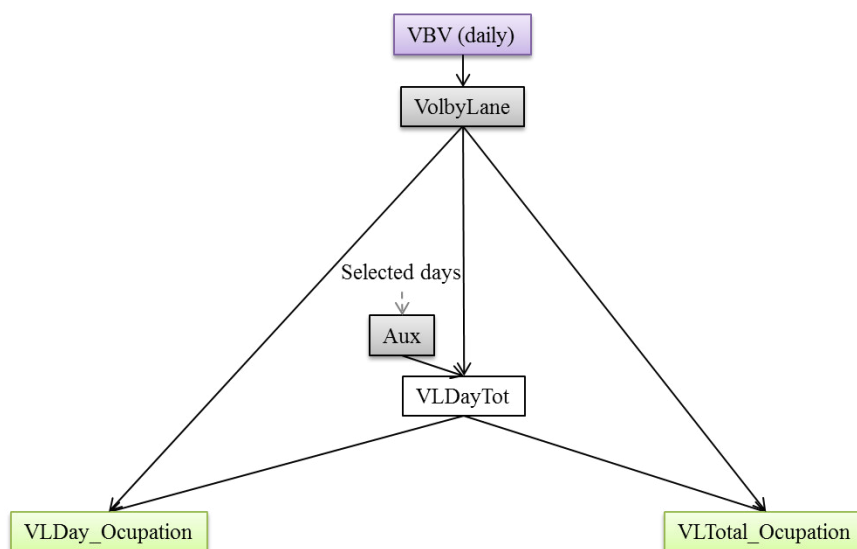 VBV (daily)
VolbyLane
Selected days
Aux
VLDayTot
VLDay_Ocupation
VLTotal_Ocupation